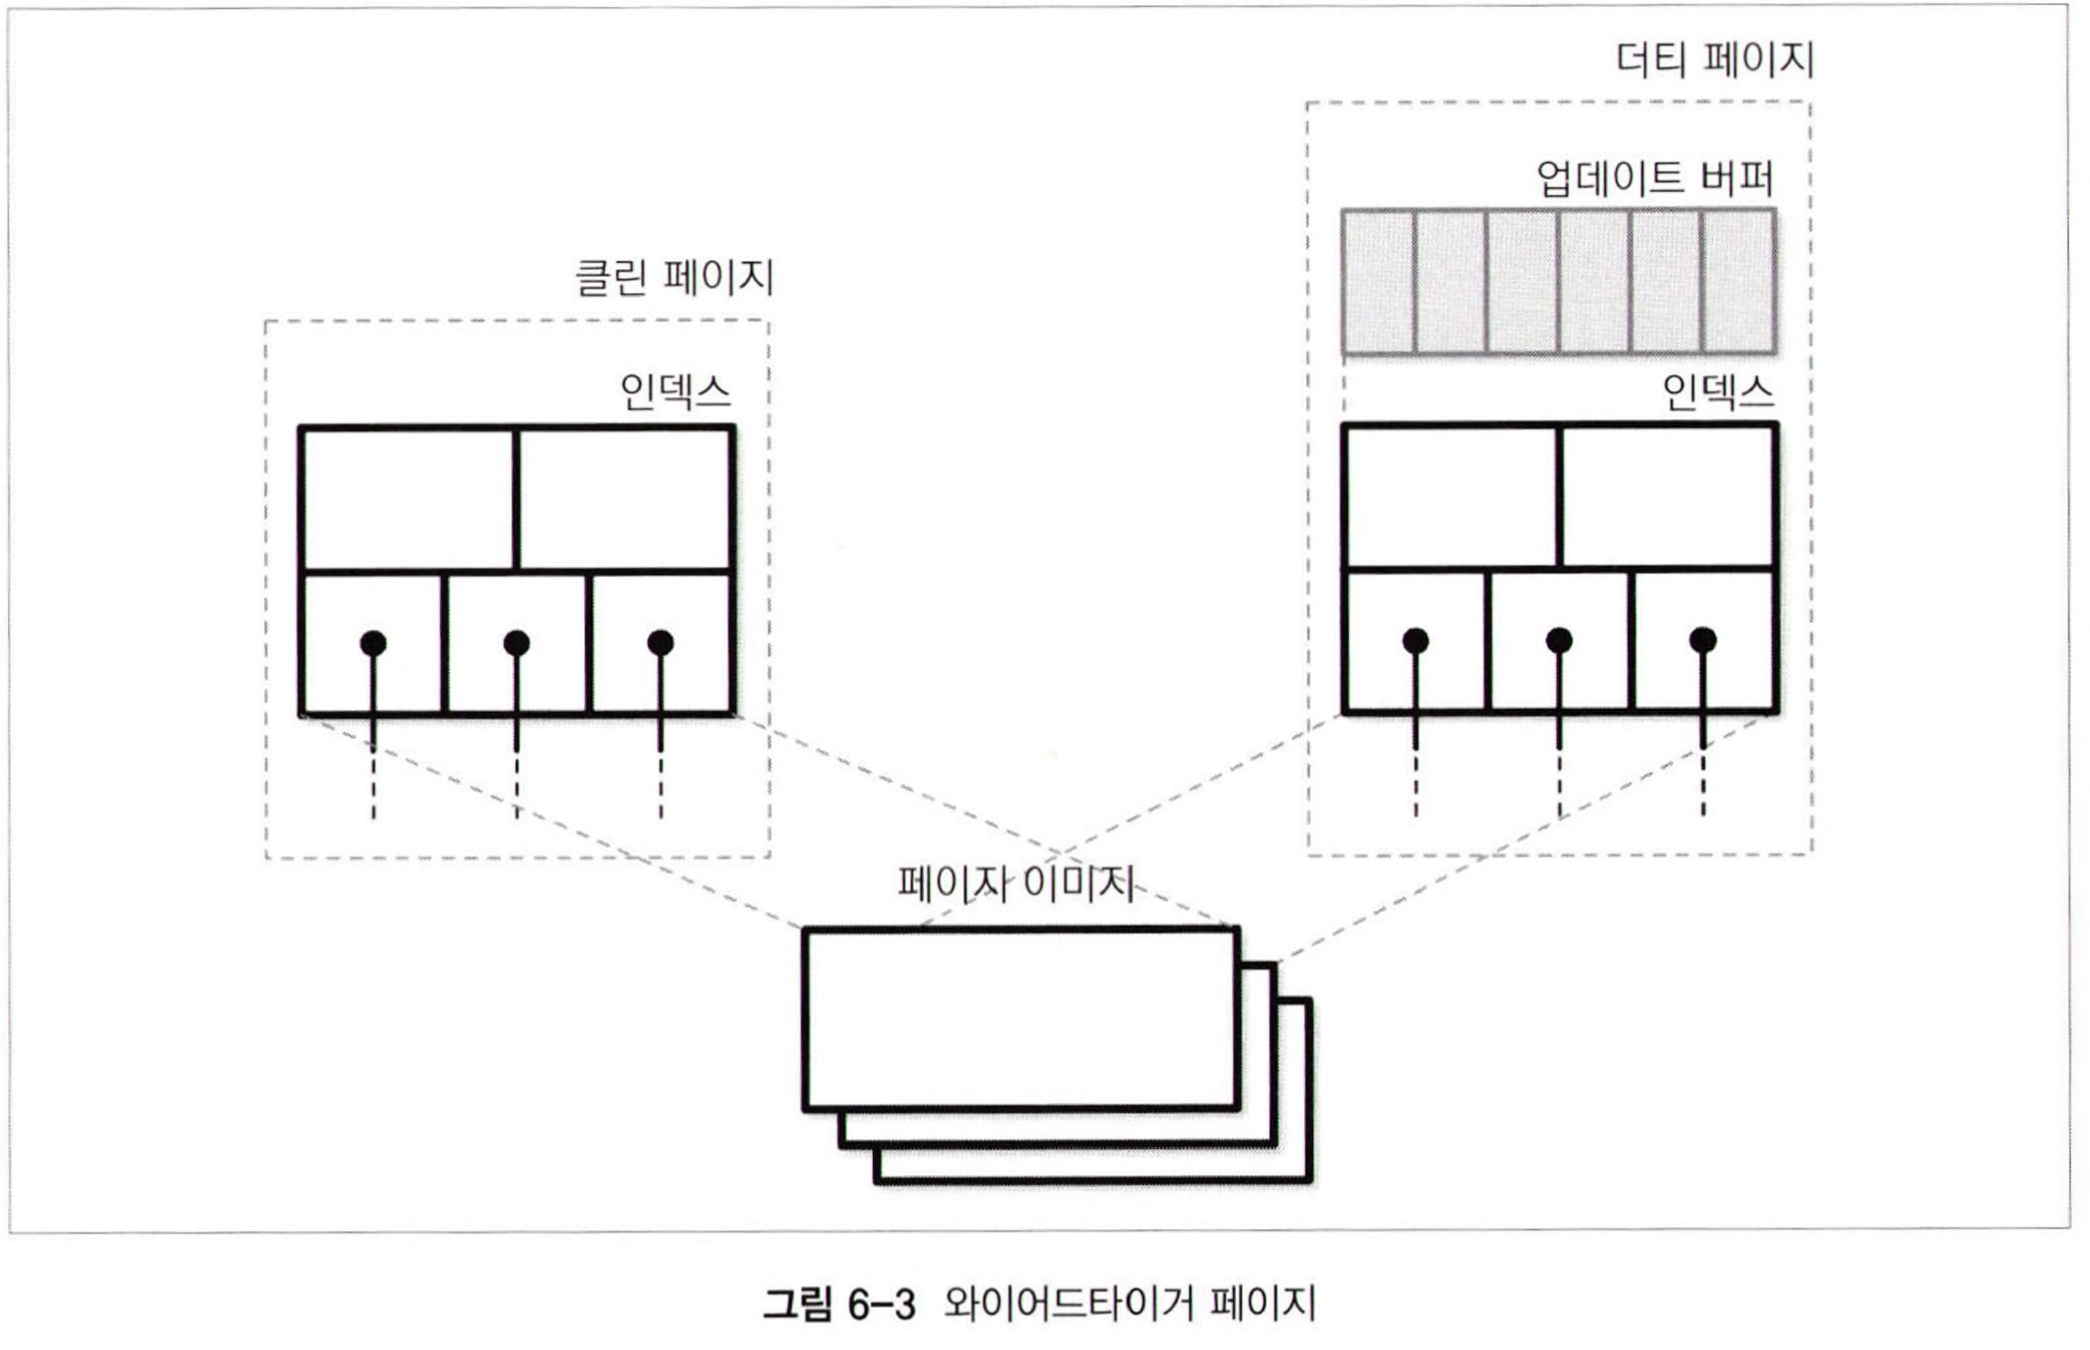 더티 페이지
업데이트 버퍼
클린 페이지
인덱스
인덱스
페이자 이미지
그림 6-3 와이어드타이거 페이지